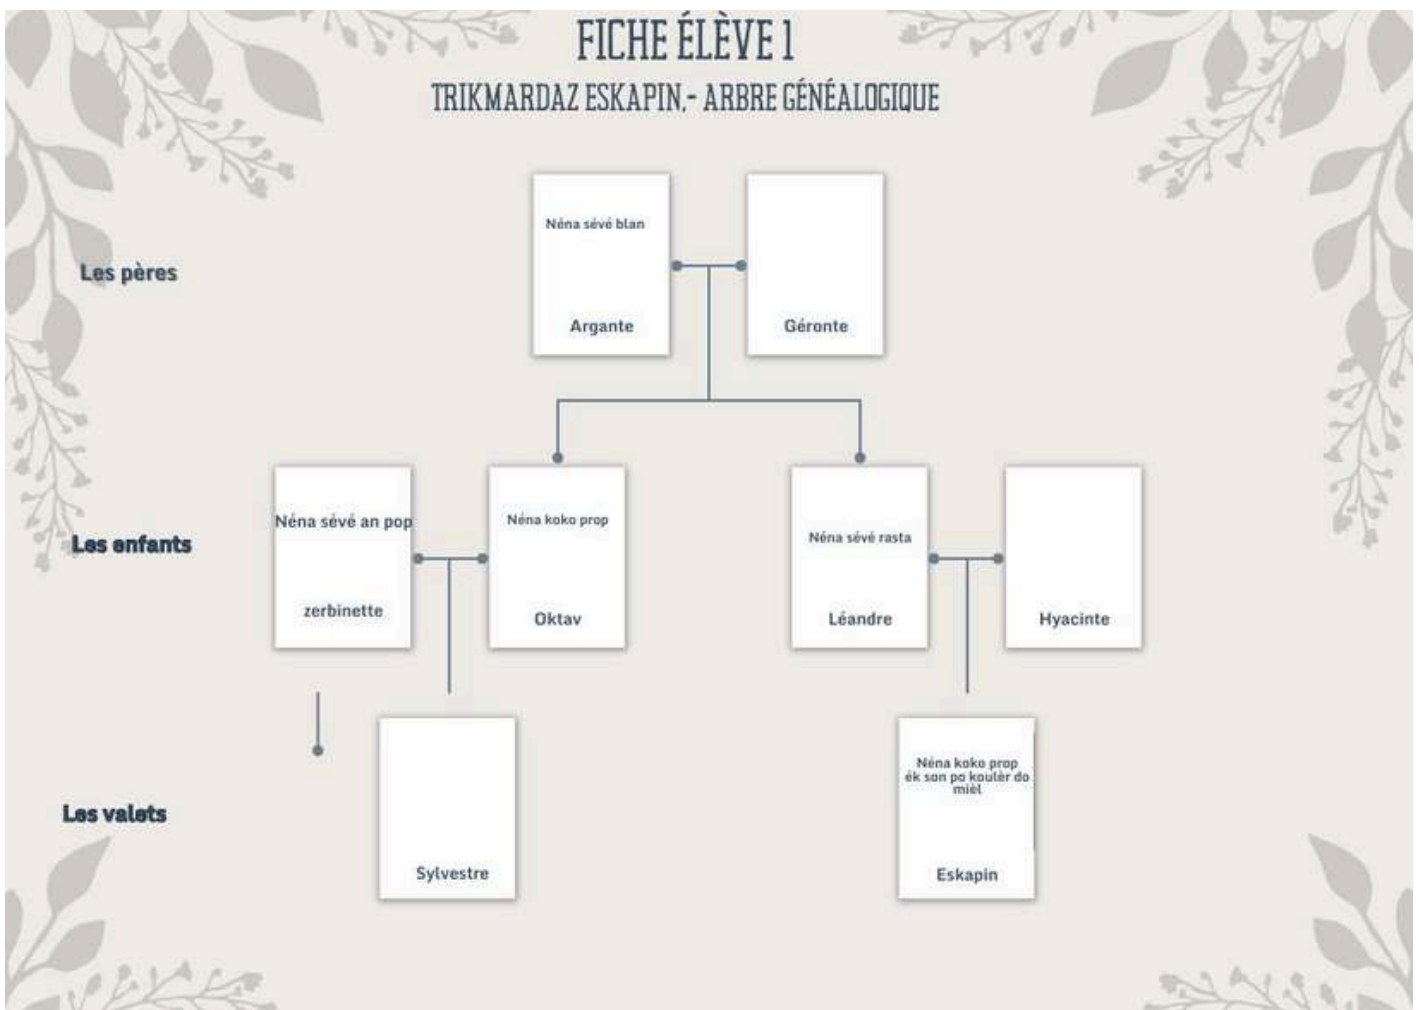 FICHE ÉLÈVE 1
TRIKMARDAZ ESKAPIN,- ARBRE GÉNÉALOGIQUE
Les pères
Néna sévé blan
Argante
Géronte
Les enfants
Néna sévé an pop
zerbinette
Néna koko prop
Oktav
Néna sévé rasta
Léandre
Hyacinte
Les valets
Sylvestre
Néna koko prop
ék son po koulèr do
mièl
Eskapin